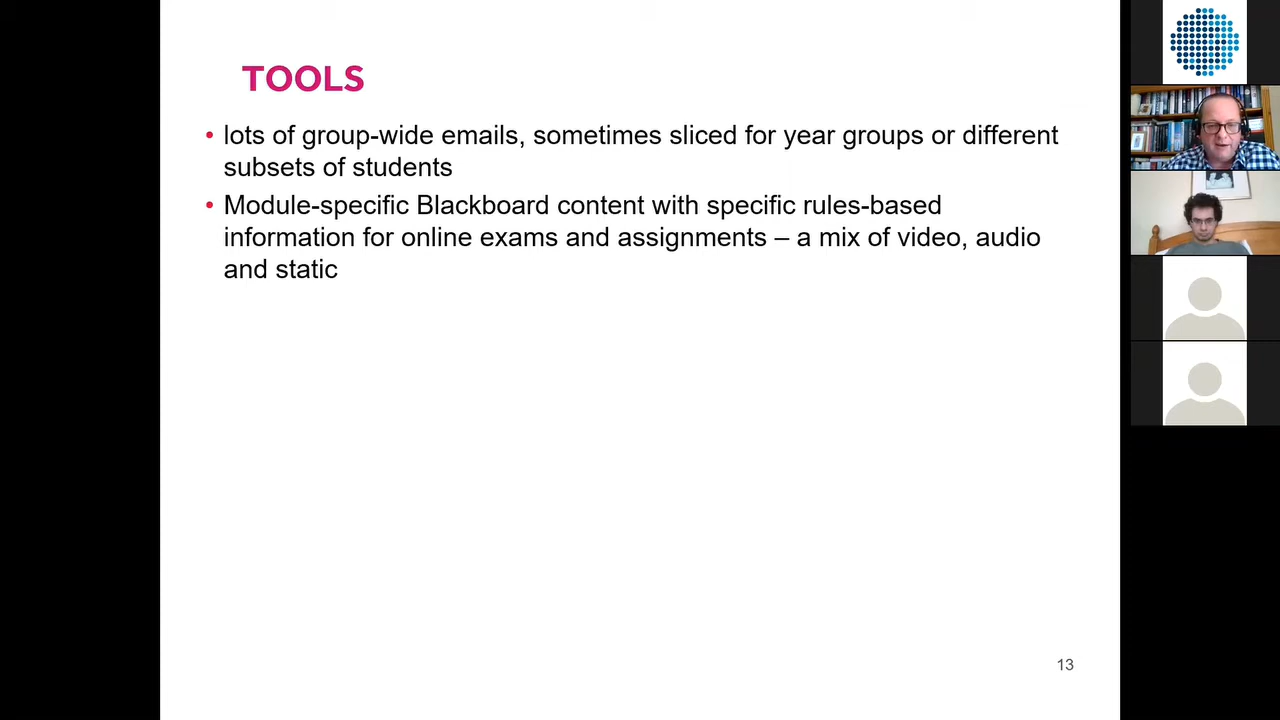 TOOLS
• lots of group-wide emails, sometimes sliced for year groups or different
subsets of students
• Module-specific Blackboard content with specific rules-based
information for online exams and assignments – a mix of video, audio
and static
13